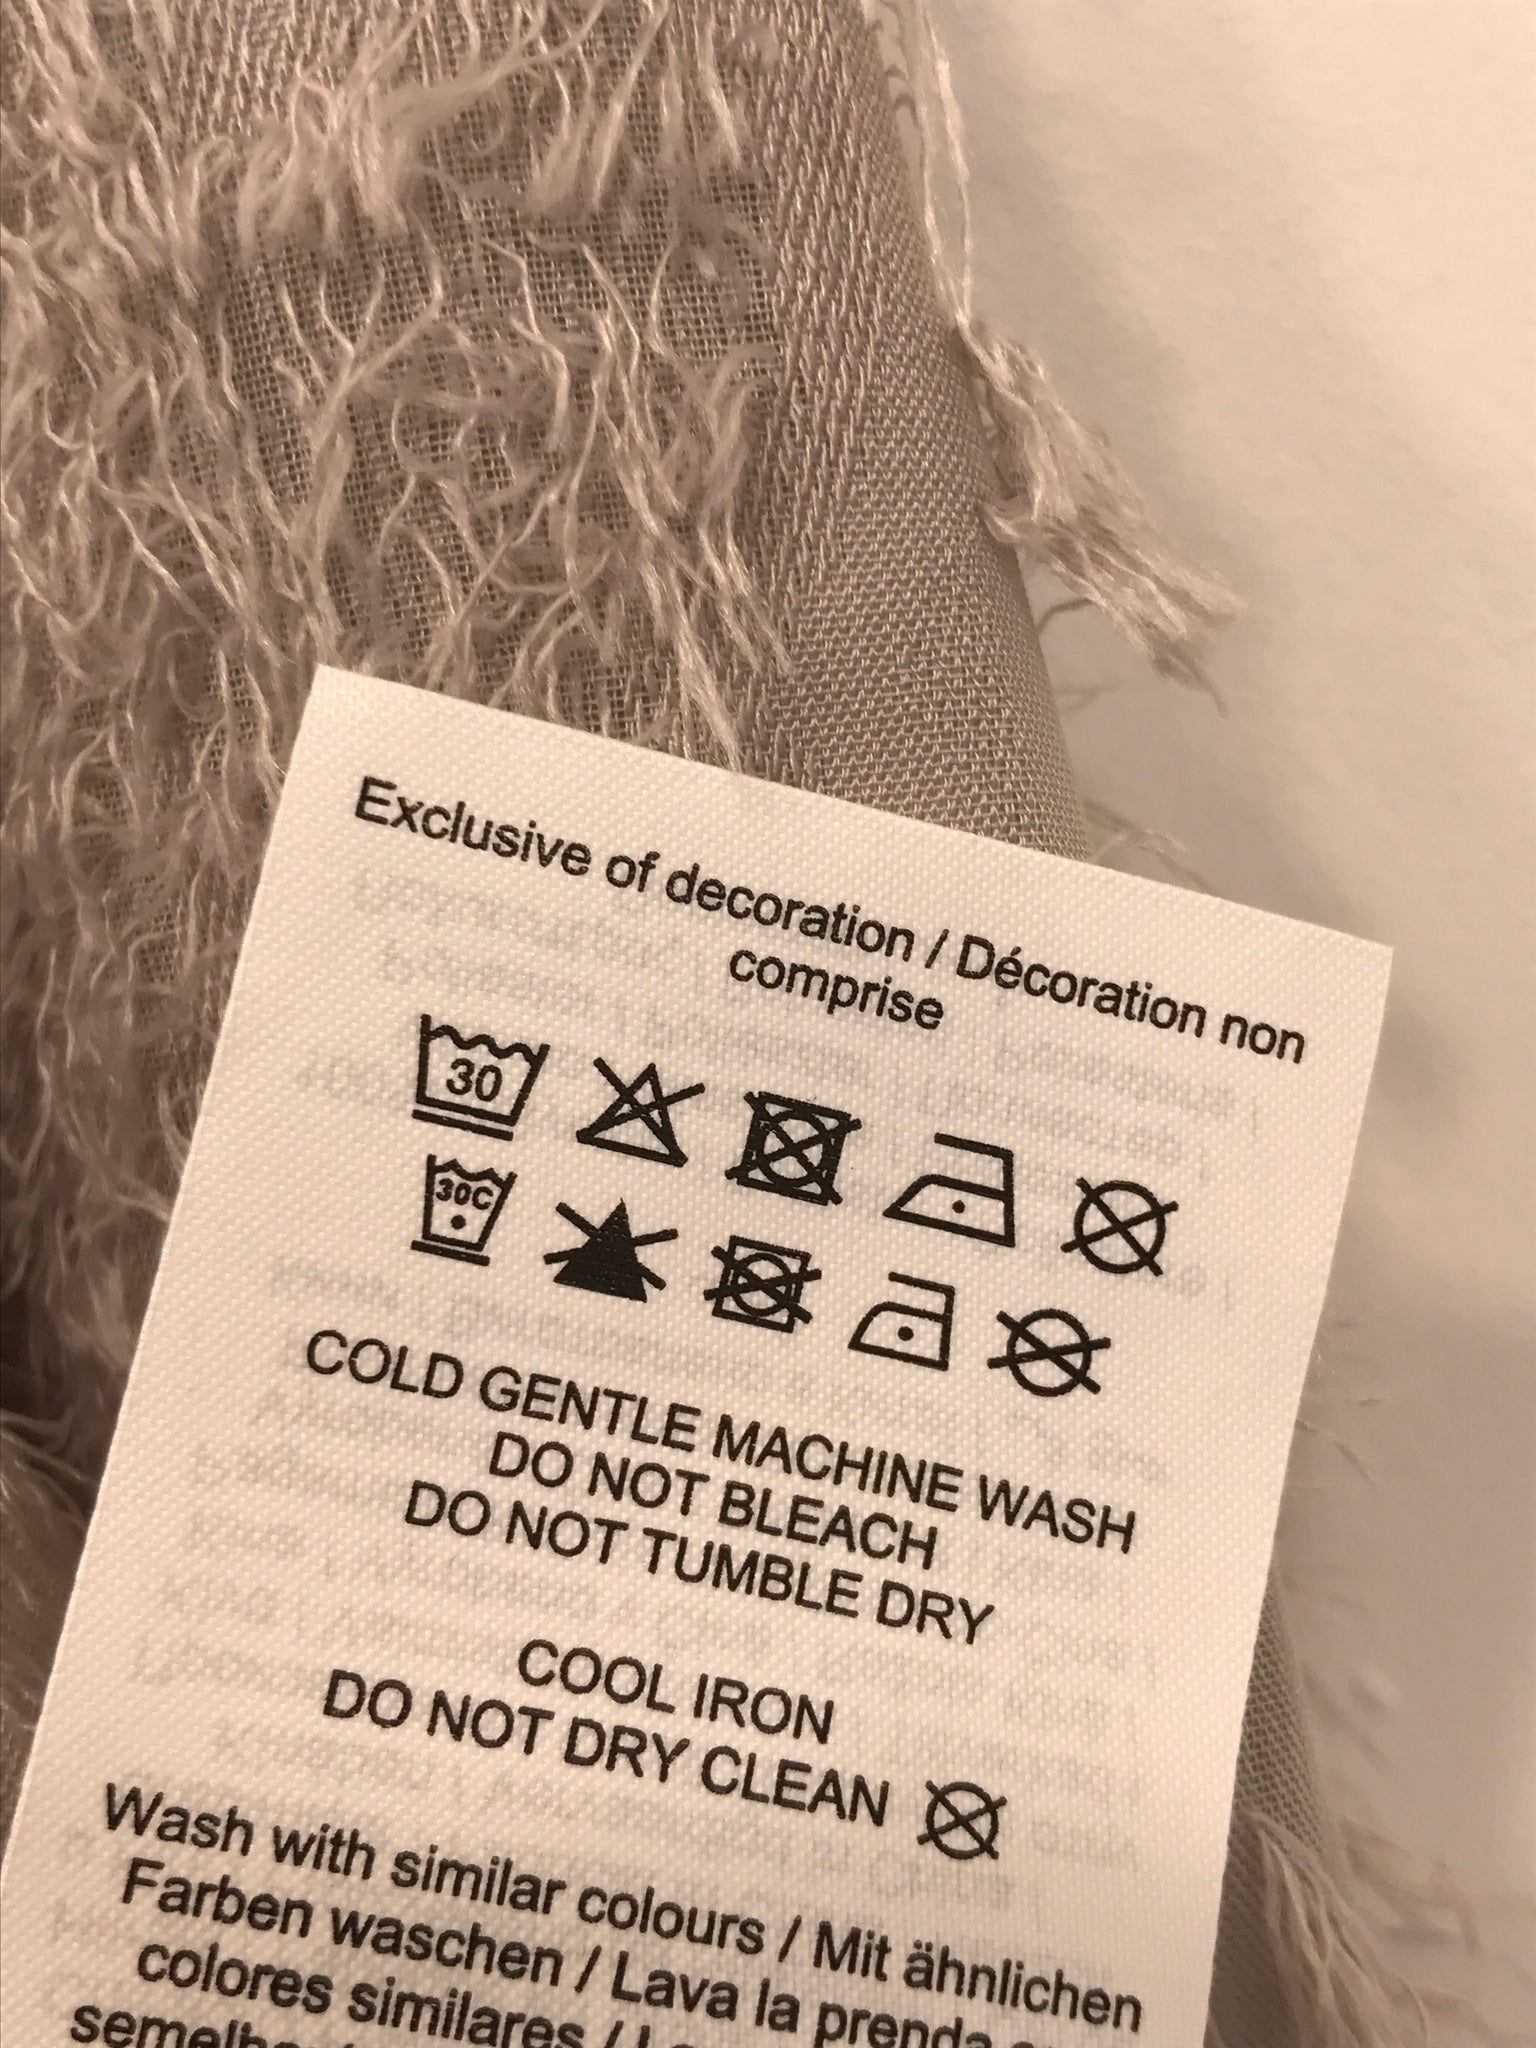 Exclusive of decoration / Décoration non
comprise
30
30C
COLD GENTLE MACHINE WASH
DO NOT BLEACH
DO NOT TUMBLE DRY
COOL IRON
DO NOT DRY CLEAN
Wash with similar colours / Mit ähnlichen
Farben waschen / Lava la prenda
colores similares /